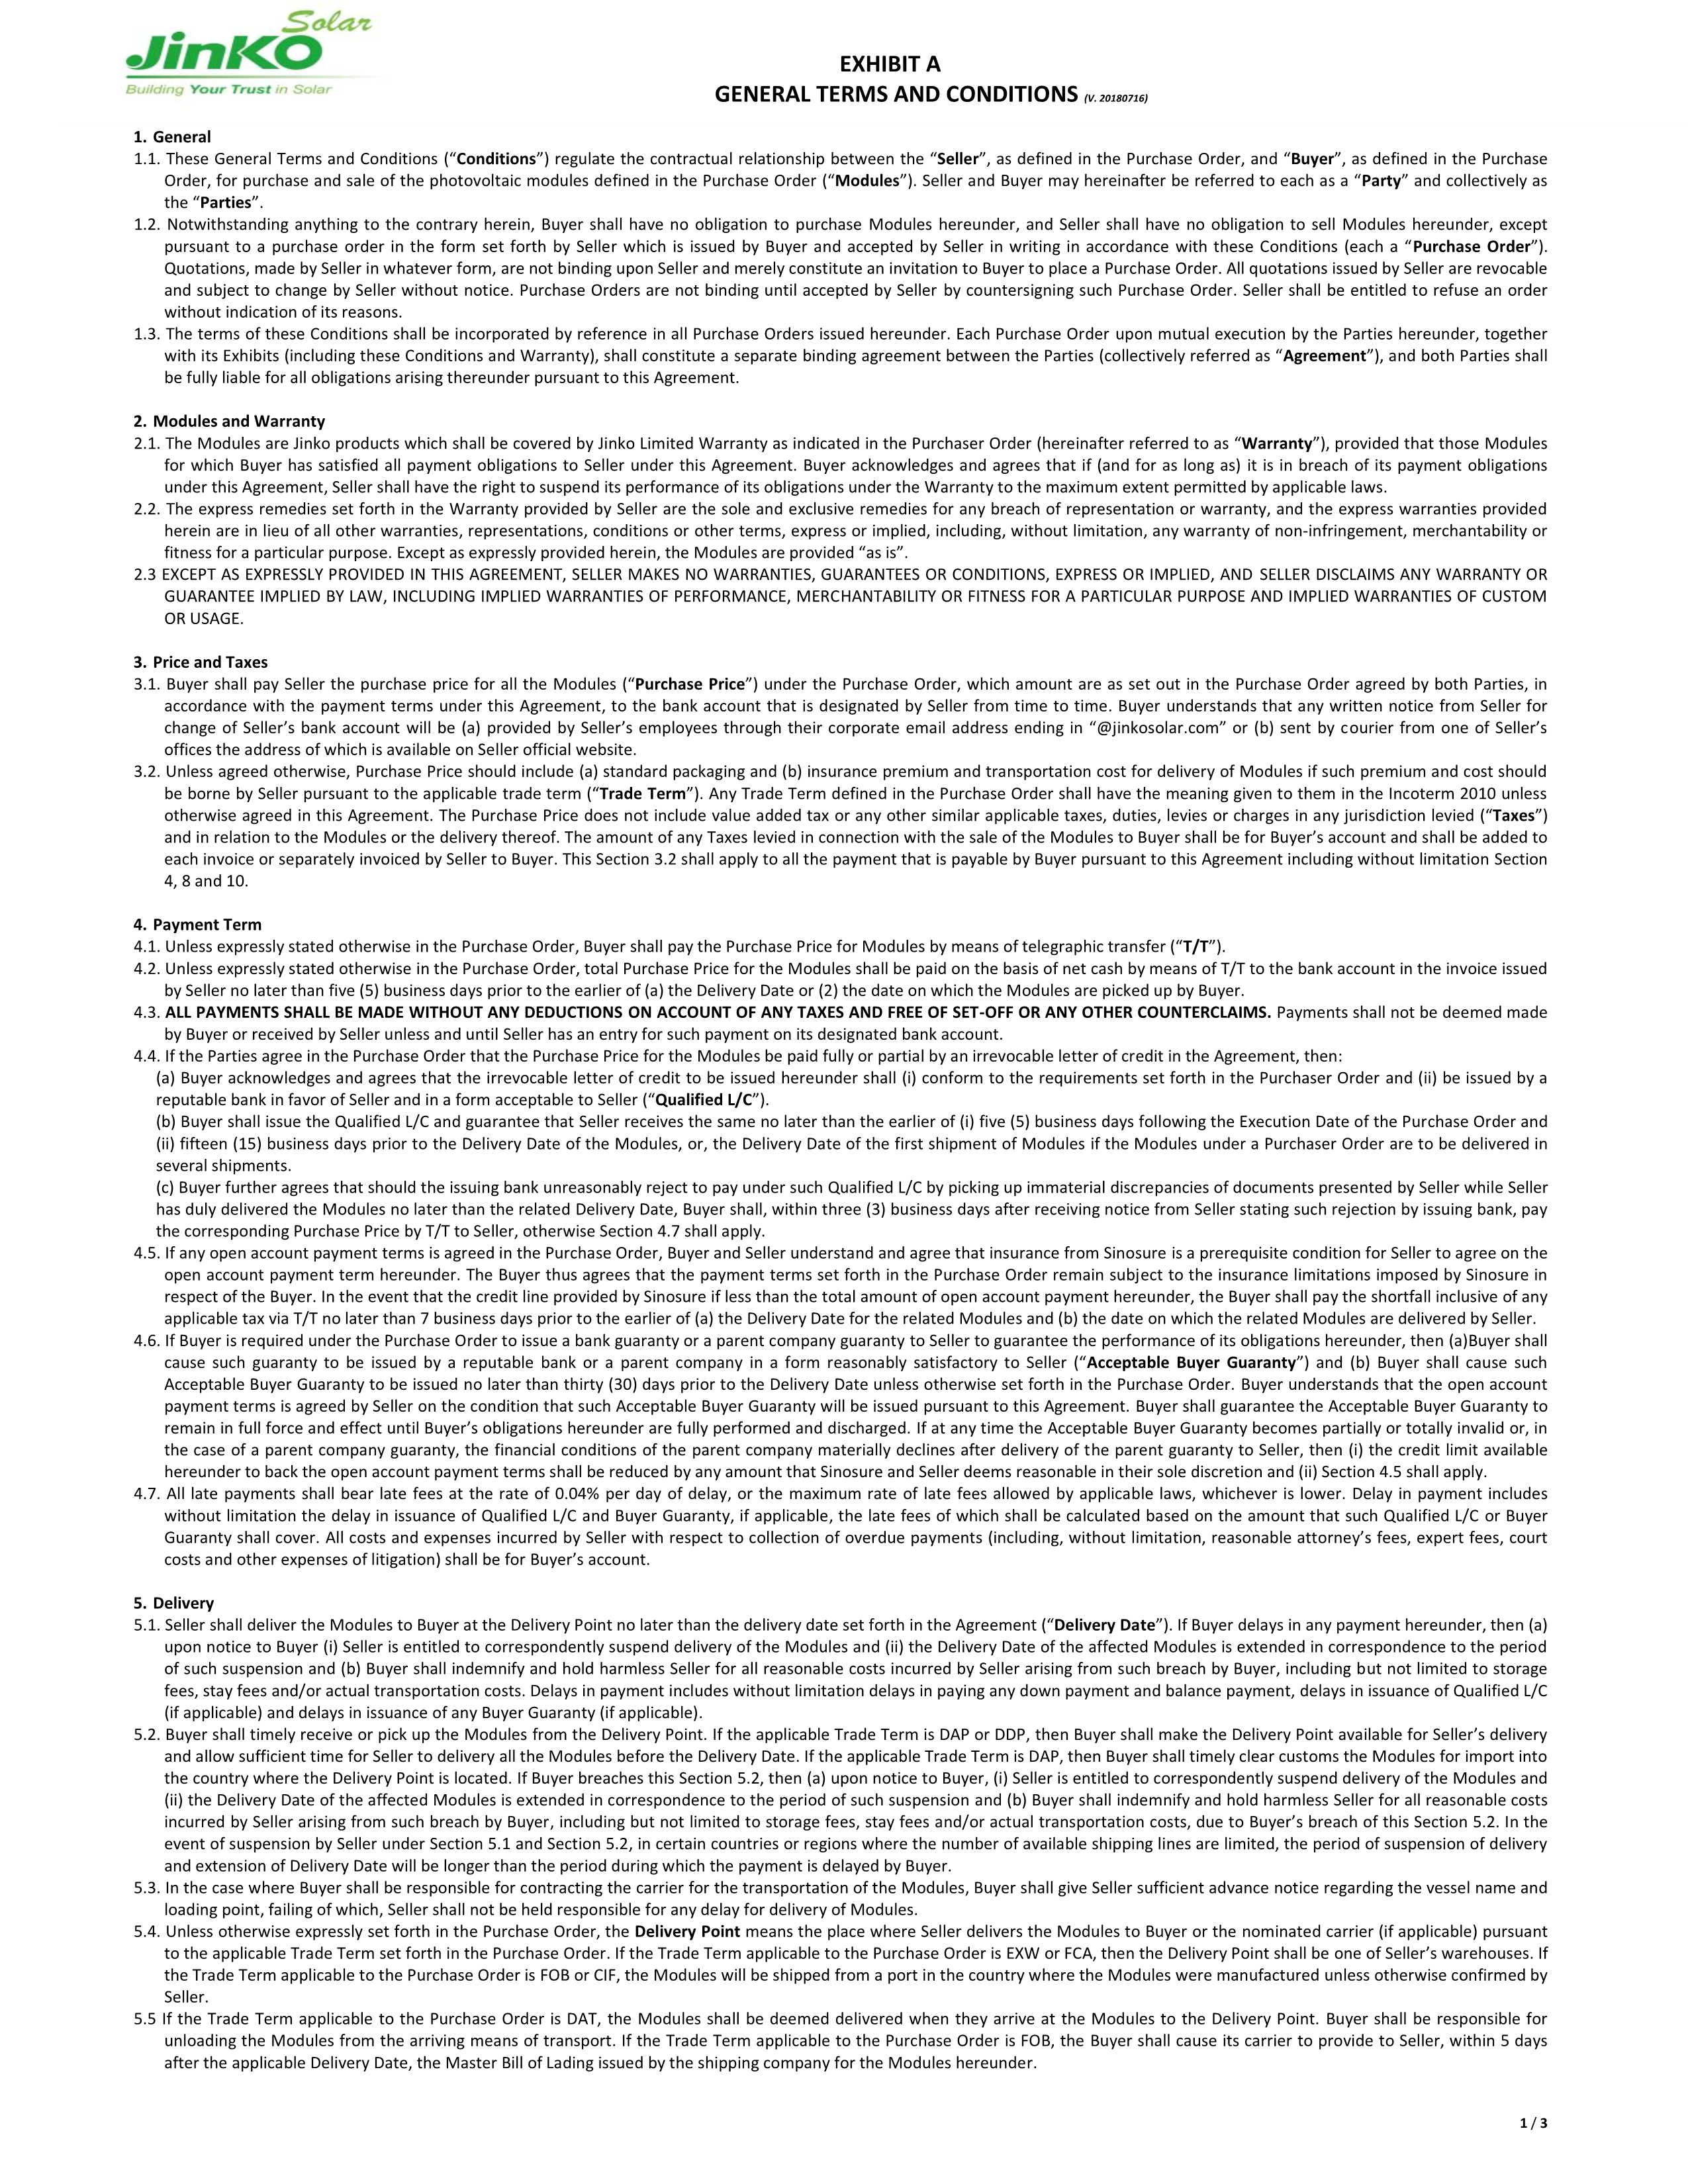 Solar
JinKO
Building Your Trust in Solar
EXHIBIT A
GENERAL TERMS AND CONDITIONS (V. 20180716)
1. General
1.1. These General Terms and Conditions (“Conditions”) regulate the contractual relationship between the “Seller”, as defined in the Purchase Order, and “Buyer”, as defined in the Purchase
Order, for purchase and sale of the photovoltaic modules defined in the Purchase Order (“Modules”). Seller and Buyer may hereinafter be referred to each as a “Party” and collectively as
the “Parties”.
1.2. Notwithstanding anything to the contrary herein, Buyer shall have no obligation to purchase Modules hereunder, and Seller shall have no obligation to sell Modules hereunder, except
pursuant to a purchase order in the form set forth by Seller which is issued by Buyer and accepted by Seller in writing in accordance with these Conditions (each a “Purchase Order”).
Quotations, made by Seller in whatever form, are not binding upon Seller and merely constitute an invitation to Buyer to place a Purchase Order. All quotations issued by Seller are revocable
and subject to change by Seller without notice. Purchase Orders are not binding until accepted by Seller by countersigning such Purchase Order. Seller shall be entitled to refuse an order
without indication of its reasons.
1.3. The terms of these Conditions shall be incorporated by reference in all Purchase Orders issued hereunder. Each Purchase Order upon mutual execution by the Parties hereunder, together
with its Exhibits (including these Conditions and Warranty), shall constitute a separate binding agreement between the Parties (collectively referred as “Agreement”), and both Parties shall
be fully liable for all obligations arising thereunder pursuant to this Agreement.
2. Modules and Warranty
2.1. The Modules are Jinko products which shall be covered by Jinko Limited Warranty as indicated in the Purchaser Order (hereinafter referred to as “Warranty”), provided that those Modules
for which Buyer has satisfied all payment obligations to Seller under this Agreement. Buyer acknowledges and agrees that if (and for as long as) it is in breach of its payment obligations
under this Agreement, Seller shall have the right to suspend its performance of its obligations under the Warranty to the maximum extent permitted by applicable laws.
2.2. The express remedies set forth in the Warranty provided by Seller are the sole and exclusive remedies for any breach of representation or warranty, and the express warranties provided
herein are in lieu of all other warranties, representations, conditions or other terms, express or implied, including, without limitation, any warranty of non-infringement, merchantability or
fitness for a particular purpose. Except as expressly provided herein, the Modules are provided “as is”.
2.3 EXCEPT AS EXPRESSLY PROVIDED IN THIS AGREEMENT, SELLER MAKES NO WARRANTIES, GUARANTEES OR CONDITIONS, EXPRESS OR IMPLIED, AND SELLER DISCLAIMS ANY WARRANTY OR
GUARANTEE IMPLIED BY LAW, INCLUDING IMPLIED WARRANTIES OF PERFORMANCE, MERCHANTABILITY OR FITNESS FOR A PARTICULAR PURPOSE AND IMPLIED WARRANTIES OF CUSTOM
OR USAGE.
3. Price and Taxes
3.1. Buyer shall pay Seller the purchase price for all the Modules (“Purchase Price”) under the Purchase Order, which amount are as set out in the Purchase Order agreed by both Parties, in
accordance with the payment terms under this Agreement, to the bank account that is designated by Seller from time to time. Buyer understands that any written notice from Seller for
change of Seller’s bank account will be (a) provided by Seller’s employees through their corporate email address ending in “@jinkosolar.com” or (b) sent by courier from one of Seller’s
offices the address of which is available on Seller official website.
3.2. Unless agreed otherwise, Purchase Price should include (a) standard packaging and (b) insurance premium and transportation cost for delivery of Modules if such premium and cost should
be borne by Seller pursuant to the applicable trade term (“Trade Term”). Any Trade Term defined in the Purchase Order shall have the meaning given to them in the Incoterm 2010 unless
otherwise agreed in this Agreement. The Purchase Price does not include value added tax or any other similar applicable taxes, duties, levies or charges in any jurisdiction levied (“Taxes”)
and in relation to the Modules or the delivery thereof. The amount of any Taxes levied in connection with the sale of the Modules to Buyer shall be for Buyer’s account and shall be added to
each invoice or separately invoiced by Seller to Buyer. This Section 3.2 shall apply to all the payment that is payable by Buyer pursuant to this Agreement including without limitation Section
4, 8 and 10.
4. Payment Term
4.1. Unless expressly stated otherwise in the Purchase Order, Buyer shall pay the Purchase Price for Modules by means of telegraphic transfer (“T/T”).
4.2. Unless expressly stated otherwise in the Purchase Order, total Purchase Price for the Modules shall be paid on the basis of net cash by means of T/T to the bank account in the invoice issued
by Seller no later than five (5) business days prior to the earlier of (a) the Delivery Date or (2) the date on which the Modules are picked up by Buyer.
4.3. ALL PAYMENTS SHALL BE MADE WITHOUT ANY DEDUCTIONS ON ACCOUNT OF ANY TAXES AND FREE OF SET-OFF OR ANY OTHER COUNTERCLAIMS. Payments shall not be deemed made
by Buyer or received by Seller unless and until Seller has an entry for such payment on its designated bank account.
4.4. If the Parties agree in the Purchase Order that the Purchase Price for the Modules be paid fully or partial by an irrevocable letter of credit in the Agreement, then:
(a) Buyer acknowledges and agrees that the irrevocable letter of credit to be issued hereunder shall (i) conform to the requirements set forth in the Purchaser Order and (ii) be issued by a
reputable bank in favor of Seller and in a form acceptable to Seller (“Qualified L/C”).
(b) Buyer shall issue the Qualified L/C and guarantee that Seller receives the same no later than the earlier of (i) five (5) business days following the Execution Date of the Purchase Order and
(ii) fifteen (15) business days prior to the Delivery Date of the Modules, or, the Delivery Date of the first shipment of Modules if the Modules under a Purchaser Order are to be delivered in
several shipments.
(c) Buyer further agrees that should the issuing bank unreasonably reject to pay under such Qualified L/C by picking up immaterial discrepancies of documents presented by Seller while Seller
has duly delivered the Modules no later than the related Delivery Date, Buyer shall, within three (3) business days after receiving notice from Seller stating such rejection by issuing bank, pay
the corresponding Purchase Price by T/T to Seller, otherwise Section 4.7 shall apply.
4.5. If any open account payment terms is agreed in the Purchase Order, Buyer and Seller understand and agree that insurance from Sinosure is a prerequisite condition for Seller to agree on the
open account payment term hereunder. The Buyer thus agrees that the payment terms set forth in the Purchase Order remain subject to the insurance limitations imposed by Sinosure in
respect of the Buyer. In the event that the credit line provided by Sinosure if less than the total amount of open account payment hereunder, the Buyer shall pay the shortfall inclusive of any
applicable tax via T/T no later than 7 business days prior to the earlier of (a) the Delivery Date for the related Modules and (b) the date on which the related Modules are delivered by Seller.
4.6. If Buyer is required under the Purchase Order to issue a bank guaranty or a parent company guaranty to Seller to guarantee the performance of its obligations hereunder, then (a)Buyer shall
cause such guaranty to be issued by a reputable bank or a parent company in a form reasonably satisfactory to Seller (“Acceptable Buyer Guaranty”) and (b) Buyer shall cause such
Acceptable Buyer Guaranty to be issued no later than thirty (30) days prior to the Delivery Date unless otherwise set forth in the Purchase Order. Buyer understands that the open account
payment terms is agreed by Seller on the condition that such Acceptable Buyer Guaranty will be issued pursuant to this Agreement. Buyer shall guarantee the Acceptable Buyer Guaranty to
remain in full force and effect until Buyer’s obligations hereunder are fully performed and discharged. If at any time the Acceptable Buyer Guaranty becomes partially or totally invalid or, in
the case of a parent company guaranty, the financial conditions of the parent company materially declines after delivery of the parent guaranty to Seller, then (i) the credit limit available
hereunder to back the open account payment terms shall be reduced by any amount that Sinosure and Seller deems reasonable in their sole discretion and (ii) Section 4.5 shall apply.
4.7. All late payments shall bear late fees at the rate of 0.04% per day of delay, or the maximum rate of late fees allowed by applicable laws, whichever is lower. Delay in payment includes
without limitation the delay in issuance of Qualified L/C and Buyer Guaranty, if applicable, the late fees of which shall be calculated based on the amount that such Qualified L/C or Buyer
Guaranty shall cover. All costs and expenses incurred by Seller with respect to collection of overdue payments (including, without limitation, reasonable attorney’s fees, expert fees, court
costs and other expenses of litigation) shall be for Buyer’s account.
5. Delivery
5.1. Seller shall deliver the Modules to Buyer at the Delivery Point no later than the delivery date set forth in the Agreement (“Delivery Date”). If Buyer delays in any payment hereunder, then (a)
upon notice to Buyer (i) Seller is entitled to correspondently suspend delivery of the Modules and (ii) the Delivery Date of the affected Modules is extended in correspondence to the period
of such suspension and (b) Buyer shall indemnify and hold harmless Seller for all reasonable costs incurred by Seller arising from such breach by Buyer, including but not limited to storage
fees, stay fees and/or actual transportation costs. Delays in payment includes without limitation delays in paying any down payment and balance payment, delays in issuance of Qualified L/C
(if applicable) and delays in issuance of any Buyer Guaranty (if applicable).
5.2. Buyer shall timely receive or pick up the Modules from the Delivery Point. If the applicable Trade Term is DAP or DDP, then Buyer shall make the Delivery Point available for Seller’s delivery
and allow sufficient time for Seller to delivery all the Modules before the Delivery Date. If the applicable Trade Term is DAP, then Buyer shall timely clear customs the Modules for import into
the country where the Delivery Point is located. If Buyer breaches this Section 5.2, then (a) upon notice to Buyer, (i) Seller is entitled to correspondently suspend delivery of the Modules and
(ii) the Delivery Date of the affected Modules is extended in correspondence to the period of such suspension and (b) Buyer shall indemnify and hold harmless Seller for all reasonable costs
incurred by Seller arising from such breach by Buyer, including but not limited to storage fees, stay fees and/or actual transportation costs, due to Buyer’s breach of this Section 5.2. In the
event of suspension by Seller under Section 5.1 and Section 5.2, in certain countries or regions where the number of available shipping lines are limited, the period of suspension of delivery
and extension of Delivery Date will be longer than the period during which the payment is delayed by Buyer.
5.3. In the case where Buyer shall be responsible for contracting the carrier for the transportation of the Modules, Buyer shall give Seller sufficient advance notice regarding the vessel name and
loading point, failing of which, Seller shall not be held responsible for any delay for delivery of Modules.
5.4. Unless otherwise expressly set forth in the Purchase Order, the Delivery Point means the place where Seller delivers the Modules to Buyer or the nominated carrier (if applicable) pursuant
to the applicable Trade Term set forth in the Purchase Order. If the Trade Term applicable to the Purchase Order is EXW or FCA, then the Delivery Point shall be one of Seller’s warehouses. If
the Trade Term applicable to the Purchase Order is FOB or CIF, the Modules will be shipped from a port in the country where the Modules were manufactured unless otherwise confirmed by
Seller.
5.5 If the Trade Term applicable to the Purchase Order is DAT, the Modules shall be deemed delivered when they arrive at the Modules to the Delivery Point. Buyer shall be responsible for
unloading the Modules from the arriving means of transport. If the Trade Term applicable to the Purchase Order is FOB, the Buyer shall cause its carrier to provide to Seller, within 5 days
after the applicable Delivery Date, the Master Bill of Lading issued by the shipping company for the Modules hereunder.
1 / 3